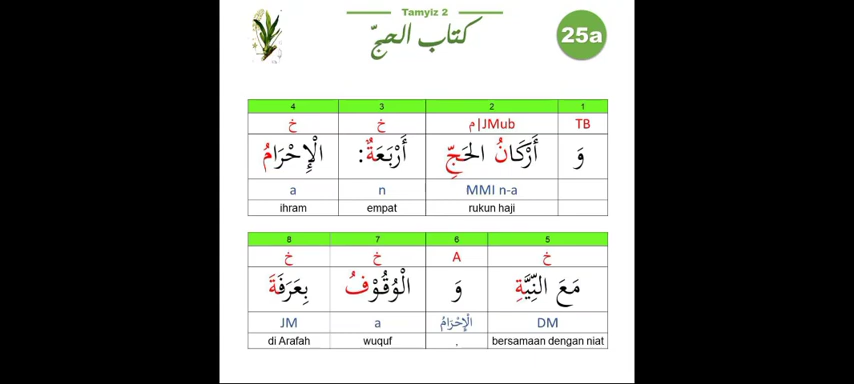 Tamyiz 2
كتاب الحجّ
25a
4 3 2 1
خ خ م|JMub TB
وَ أَرْكَانُ الحَجِّ أَرْبَعَةٌ: الْإِحْرَامُ
a n MMI n-a
ihram empat rukun haji
8 7 6 5
خ خ A خ
مَعَ النِّيَّةِ وَ الْوُقُوْفُ بِعَرَفَةَ
JM a الْإِحْرَامُ DM
di Arafah wuquf . bersamaan dengan niat